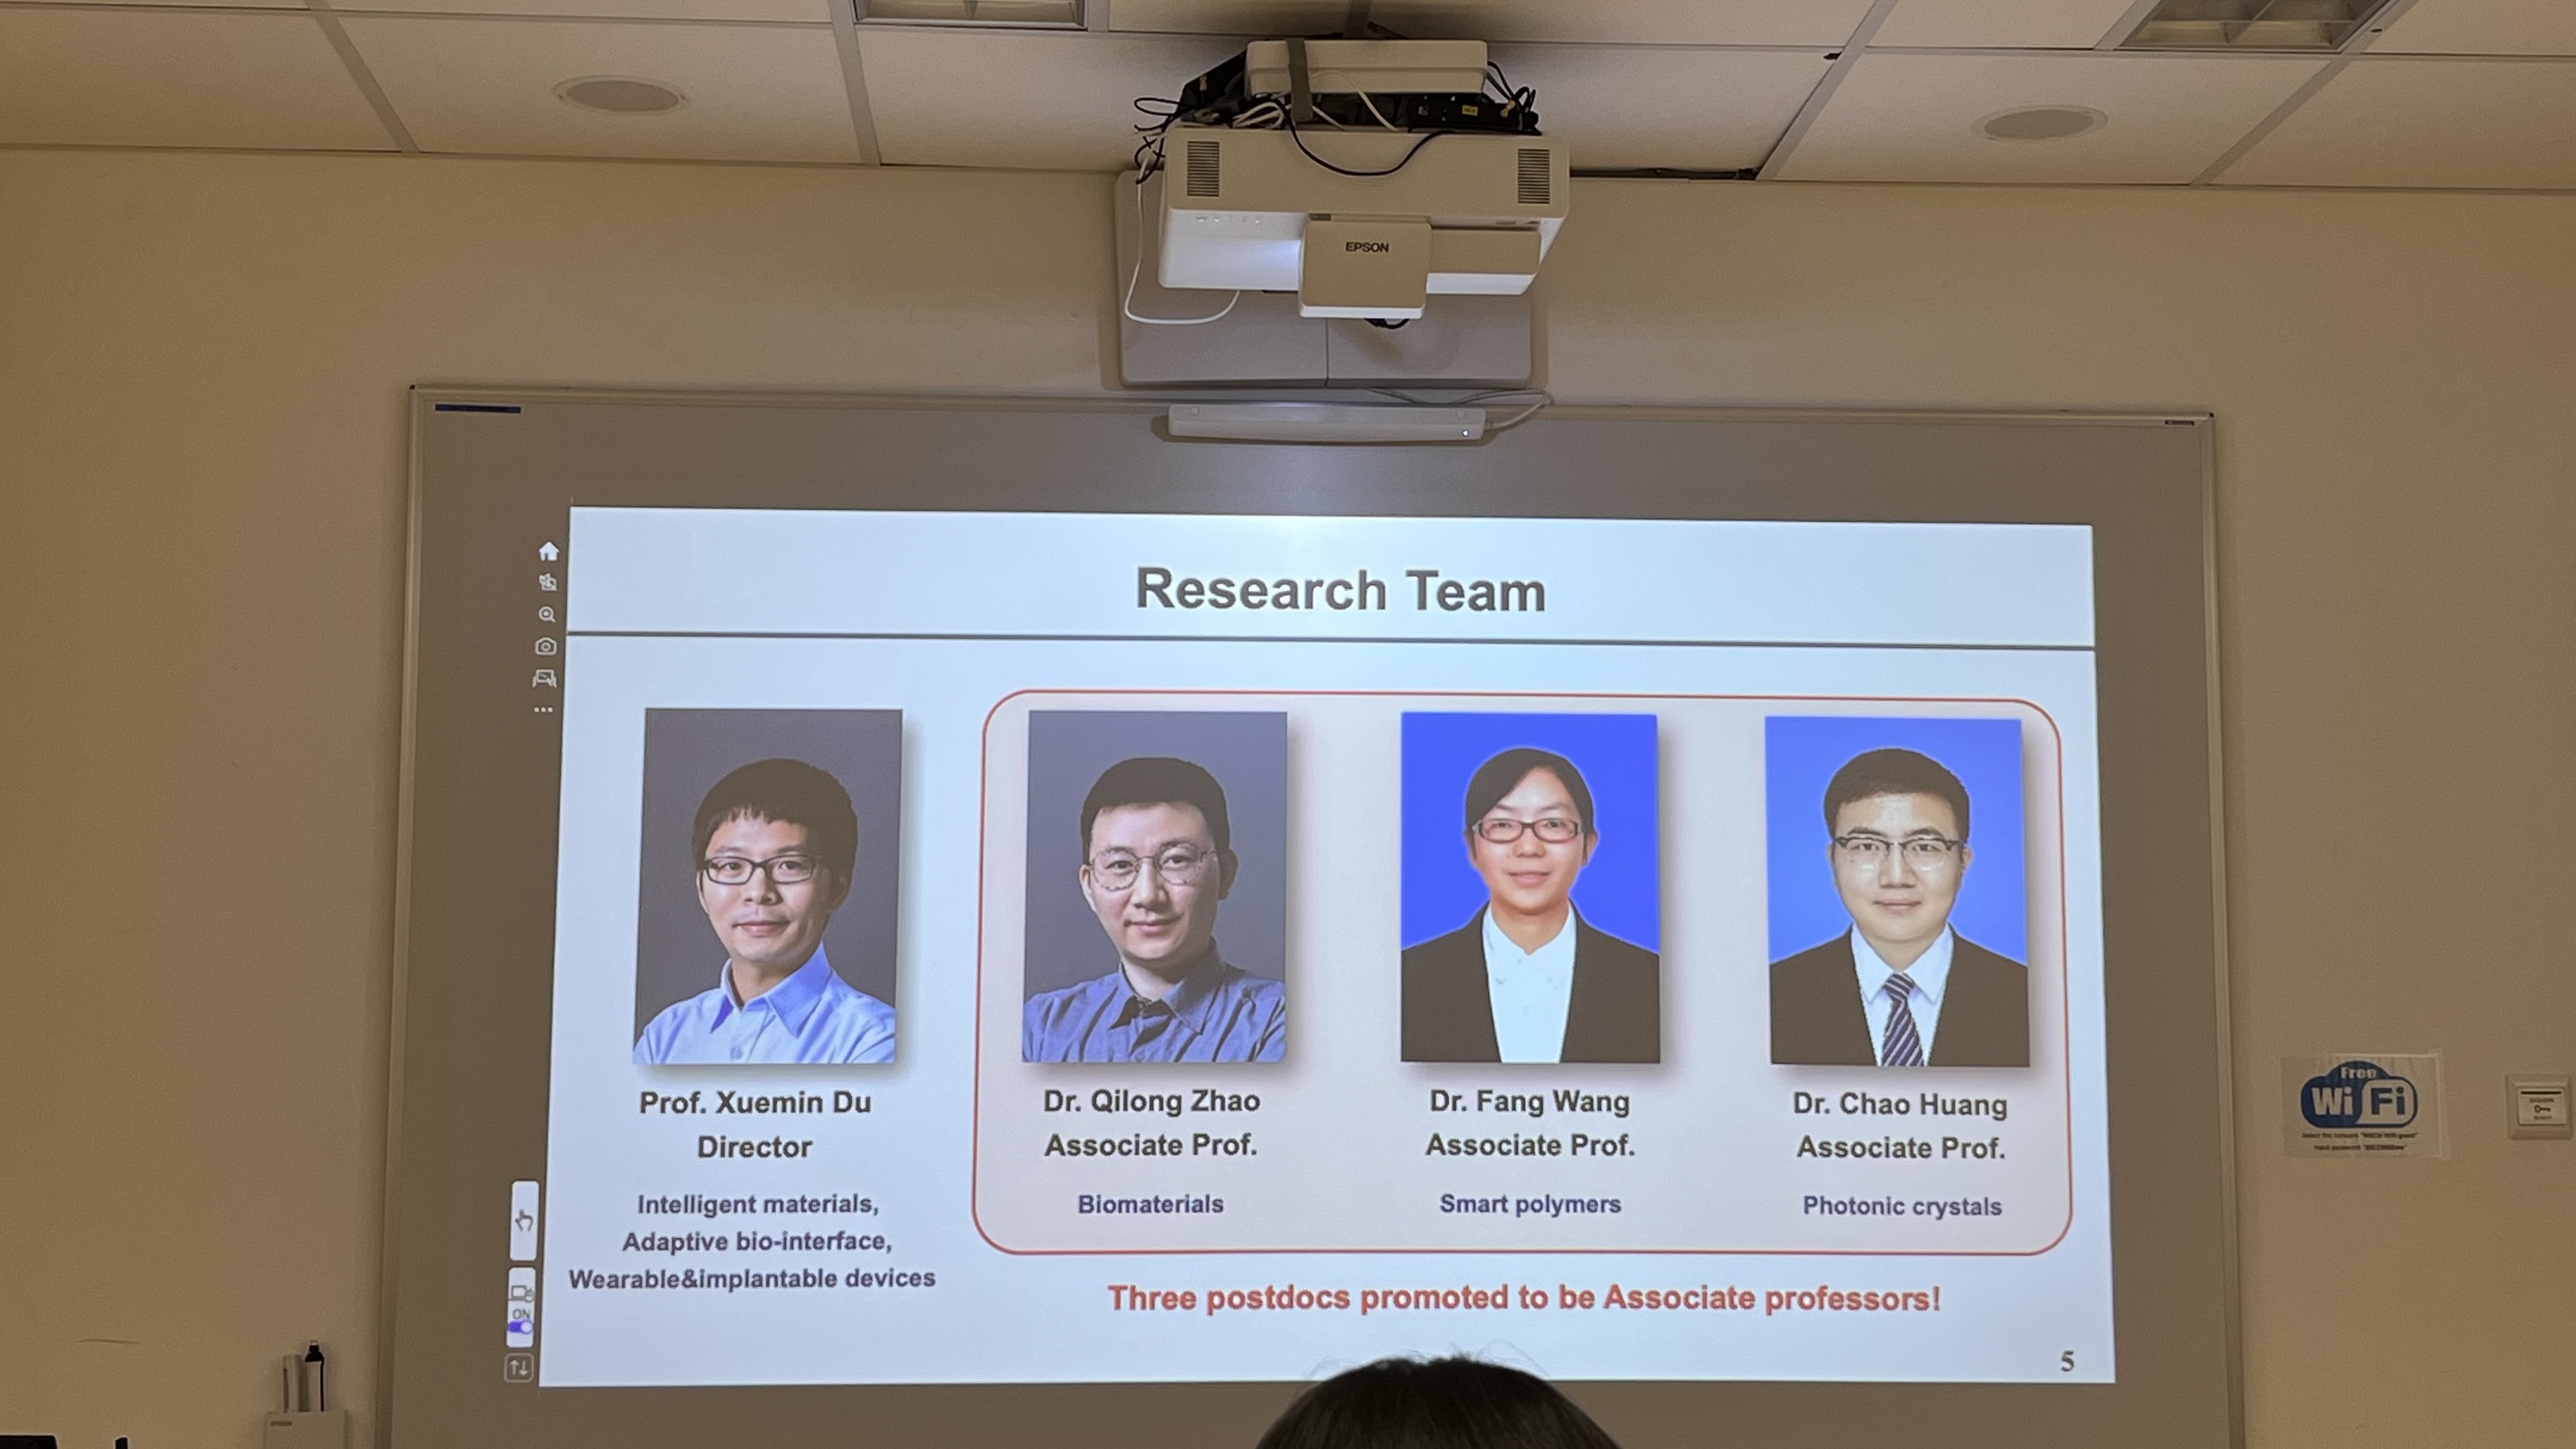 EPSON
Research Team
Prof. Xuemin Du
Director
Intelligent materials,
Adaptive bio-interface,
Wearable&implantable devices
Dr. Qilong Zhao
Associate Prof.
Biomaterials
Dr. Fang Wang
Associate Prof.
Smart polymers
Dr. Chao Huang
Associate Prof.
Photonic crystals
Three postdocs promoted to be Associate professors!
5
ON
Free
WiFi